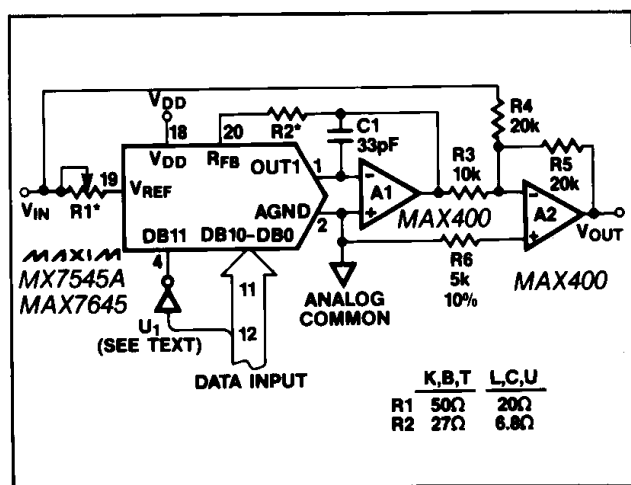 VDD
18
20
R2*
C1
33pF
R4
20k
R5
20k
VDD
RFB
OUT1
1
R3
10k
VIN
R1*
19
VREF
A1
MAX400
A2
VOUT
AGND
2
MAXIM
MX7545A
MAX7645
DB11
DB10-DB0
4
11
12
U1
(SEE TEXT)
DATA INPUT
ANALOG
COMMON
R6
5k
10%
MAX400
K,B,T L,C,U
R1 50Ω 20Ω
R2 27Ω 6.8Ω